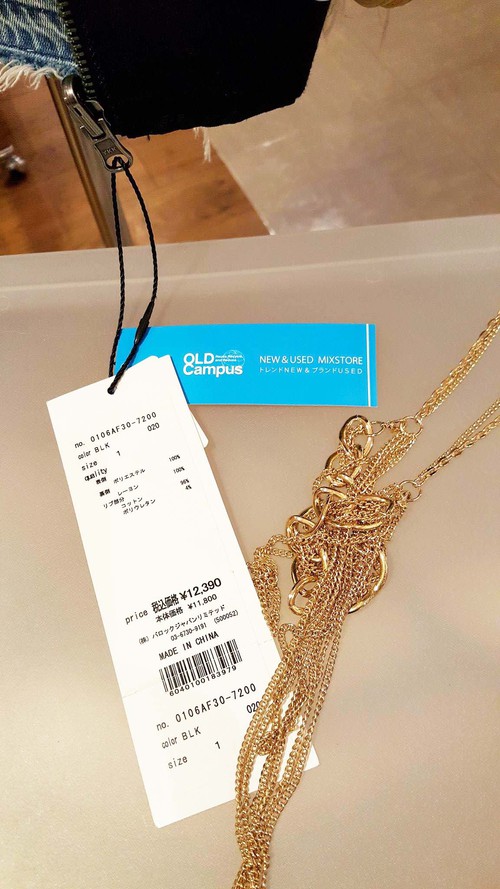 OLD
Campus
NEW & USED MIXSTORE
トレンドNEW & ブランドUSED
no. 0106AF30-7200
color BLK 020
size 1
quality
表側 ポリエステル 100%
裏側 レーヨン 100%
リブ部分 コットン 96%
ポリウレタン 4%
price 税込価格 ¥12,390
本体価格 ¥11,800
(株) バロックジャパンリミテッド
03-6730-9191 (S00052)
MADE IN CHINA
6040100183979
no. 0106AF30-7200
color BLK 020
size 1